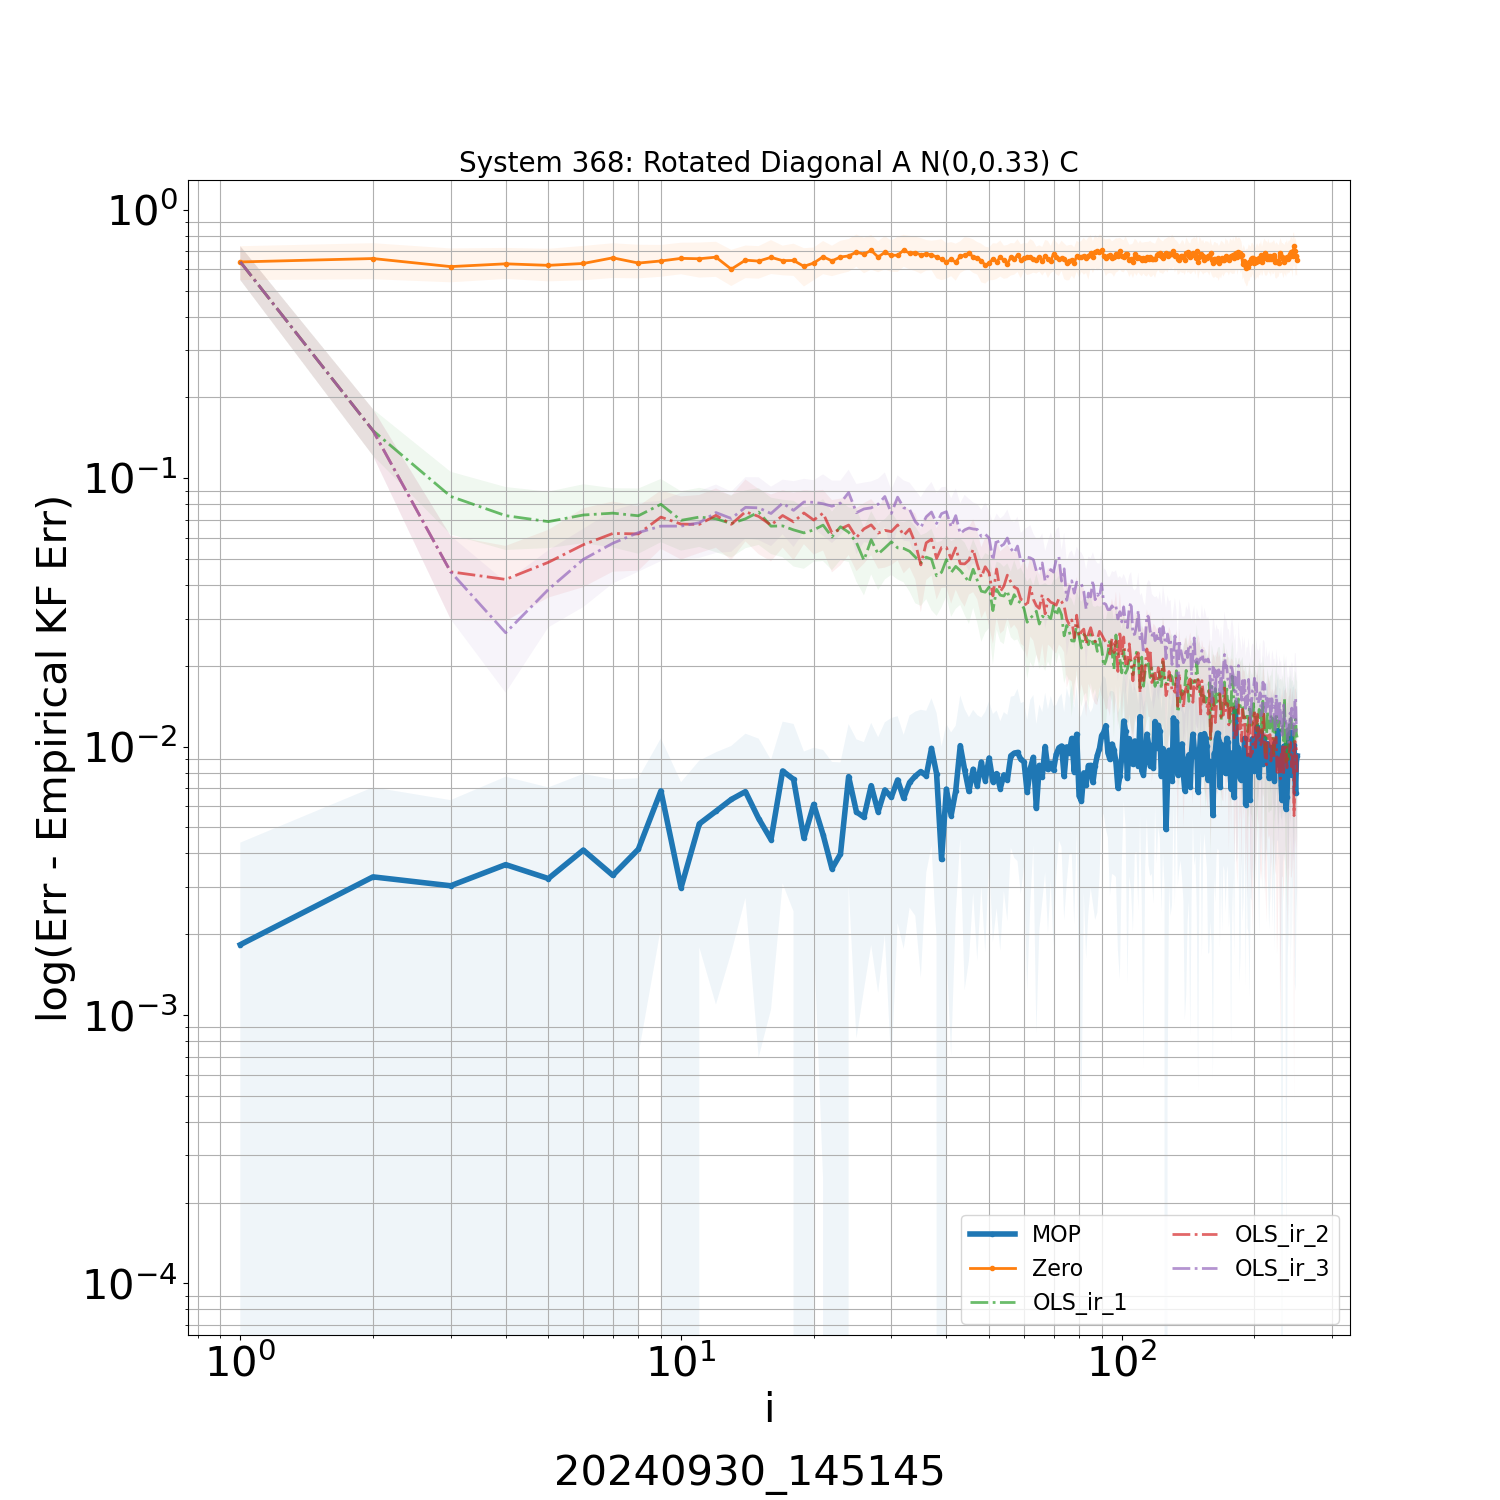 System 368: Rotated Diagonal A N(0,0.33) C
log(Err - Empirical KF Err)
10^0
10^-1
10^-2
10^-3
10^-4
MOP
Zero
OLS_ir_1
OLS_ir_2
OLS_ir_3
10^0
10^1
10^2
i
20240930_145145